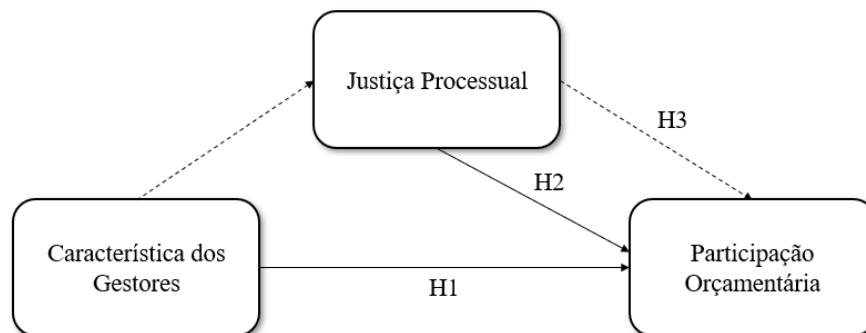 Justiça Processual
H3
H2
Característica dos
Gestores
H1
Participação
Orçamentária